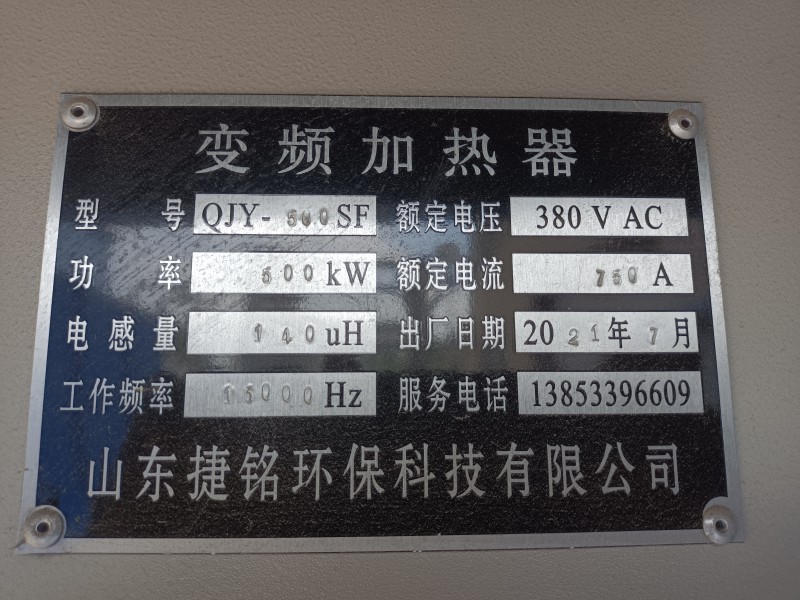 变频加热器
型号 QJY-500SF 额定电压 380 V AC
功率 500 kW 额定电流 750 A
电感量 140 uH 出厂日期 2021年7月
工作频率 15000 Hz 服务电话 13853396609
山东捷铭环保科技有限公司